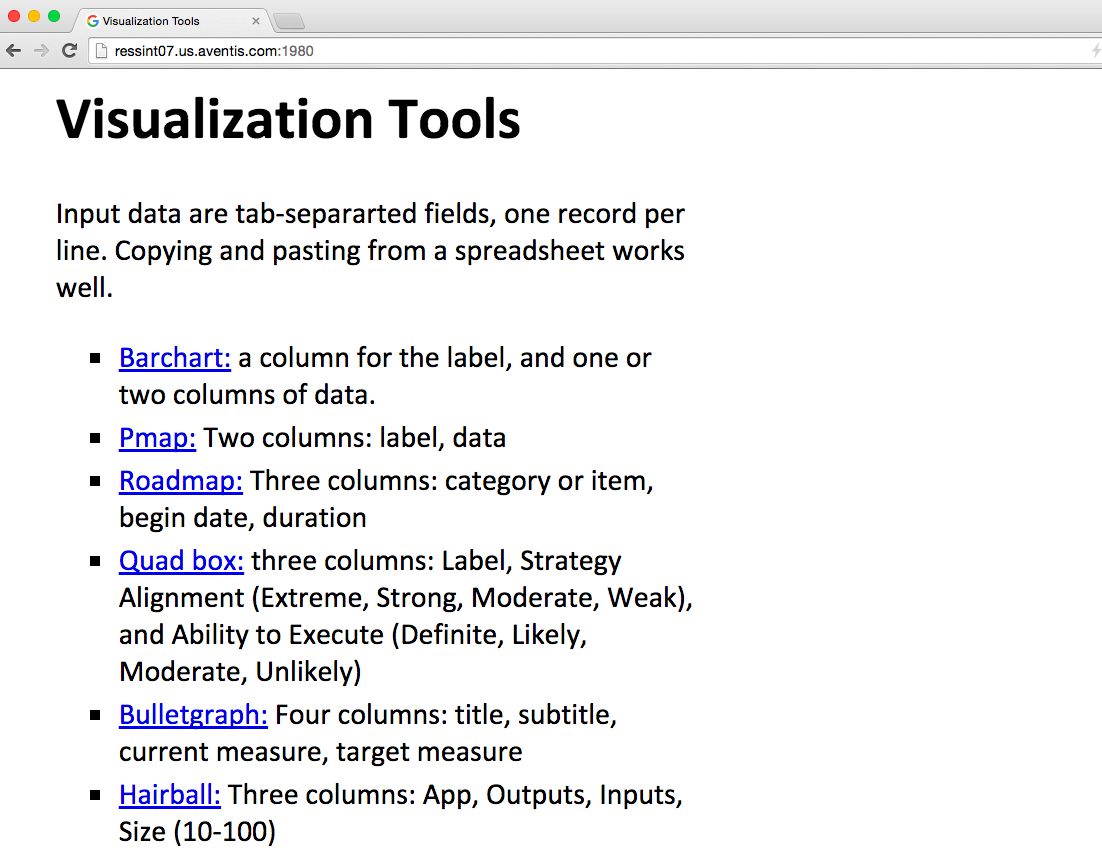 Visualization Tools
ressint07.us.aventis.com:1980
Visualization Tools
Input data are tab-separarted fields, one record per
line. Copying and pasting from a spreadsheet works
well.
Barchart: a column for the label, and one or
two columns of data.
Pmap: Two columns: label, data
Roadmap: Three columns: category or item,
begin date, duration
Quad box: three columns: Label, Strategy
Alignment (Extreme, Strong, Moderate, Weak),
and Ability to Execute (Definite, Likely,
Moderate, Unlikely)
Bulletgraph: Four columns: title, subtitle,
current measure, target measure
Hairball: Three columns: App, Outputs, Inputs,
Size (10-100)